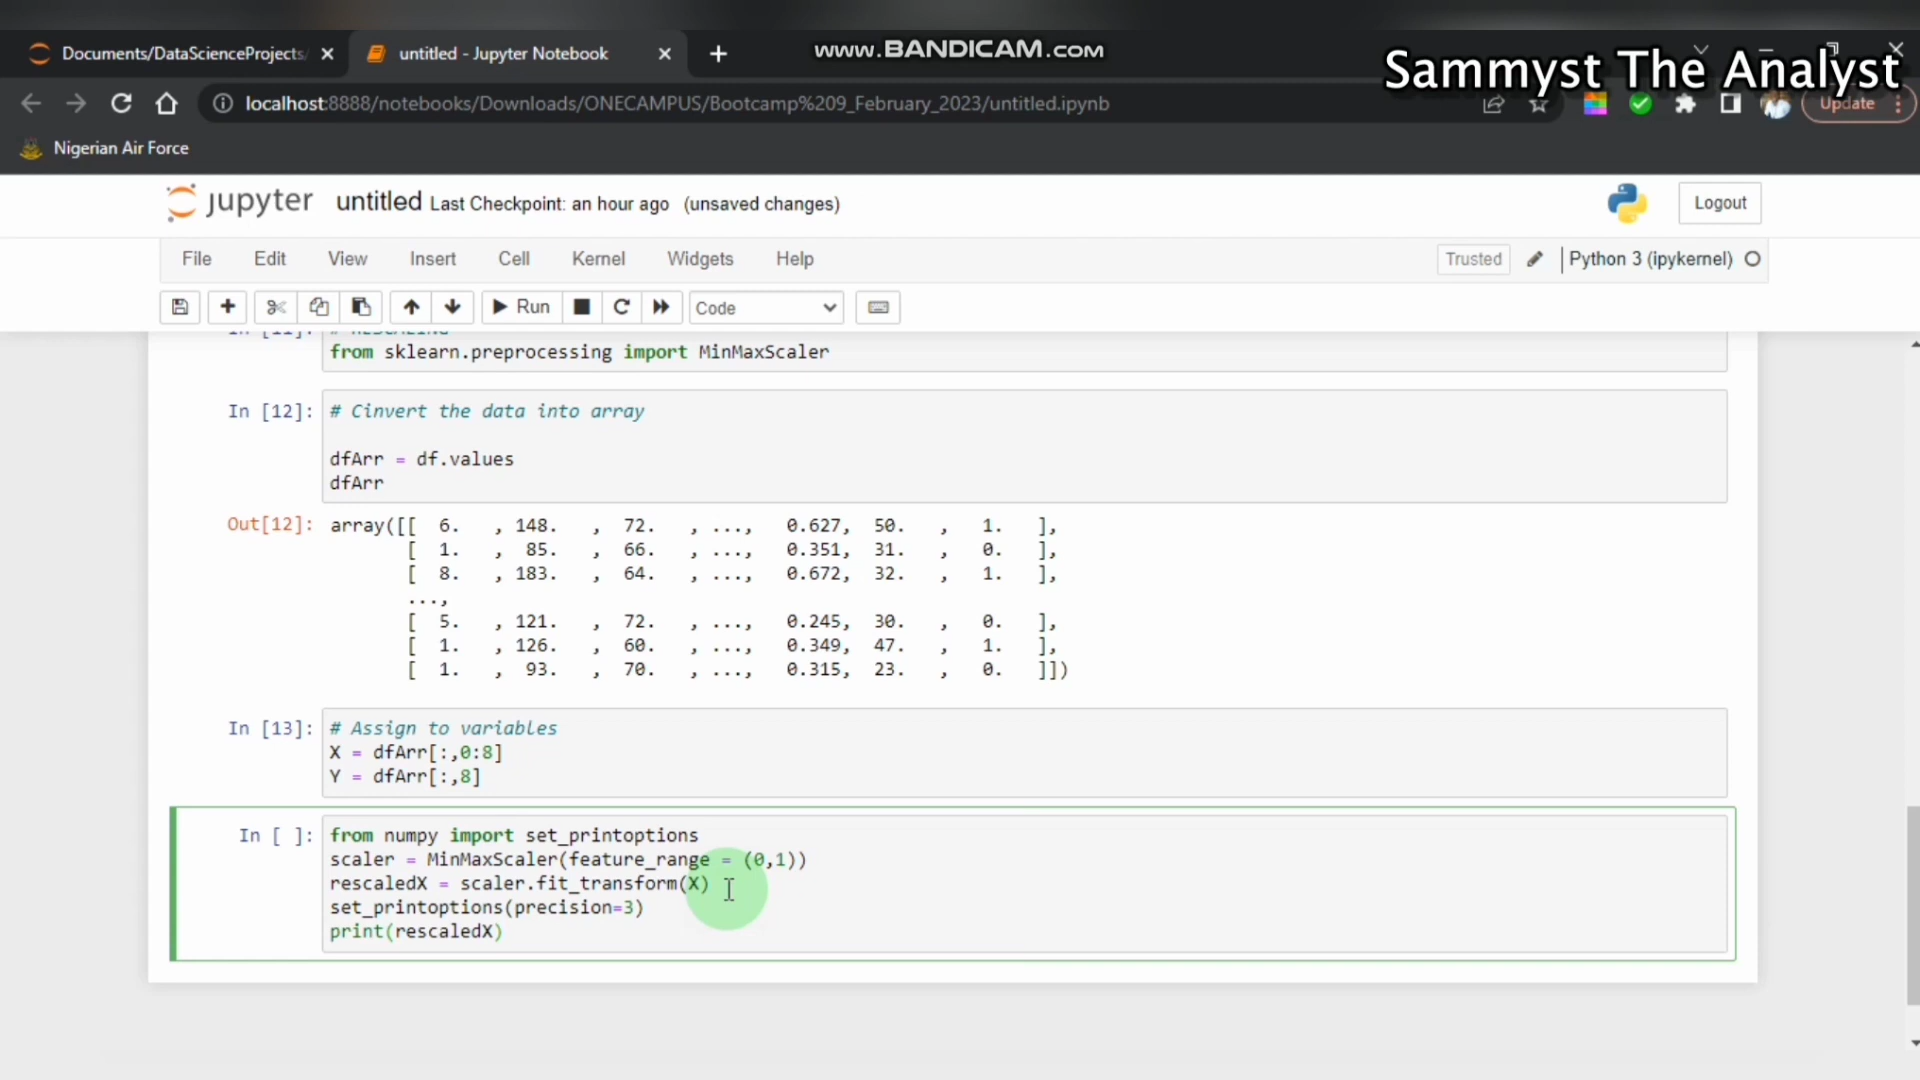 Documents/DataScienceProjects/
untitled - Jupyter Notebook
www.BANDICAM.com
Sammyst The Analyst
localhost:8888/notebooks/Downloads/ONECAMPUS/Bootcamp%209_February_2023/untitled.ipynb
Update
Nigerian Air Force
jupyter untitled Last Checkpoint: an hour ago (unsaved changes)
Logout
File Edit View Insert Cell Kernel Widgets Help
Trusted
Python 3 (ipykernel)
Run
Code
In [11]: # RESCALING
from sklearn.preprocessing import MinMaxScaler
In [12]: # Cinvert the data into array
dfArr = df.values
dfArr
Out[12]: array([[ 6. , 148. , 72. , ..., 0.627, 50. , 1. ],
[ 1. , 85. , 66. , ..., 0.351, 31. , 0. ],
[ 8. , 183. , 64. , ..., 0.672, 32. , 1. ],
...,
[ 5. , 121. , 72. , ..., 0.245, 30. , 0. ],
[ 1. , 126. , 60. , ..., 0.349, 47. , 1. ],
[ 1. , 93. , 70. , ..., 0.315, 23. , 0. ]])
In [13]: # Assign to variables
X = dfArr[:,0:8]
Y = dfArr[:,8]
In [ ]: from numpy import set_printoptions
scaler = MinMaxScaler(feature_range = (0,1))
rescaledX = scaler.fit_transform(X)
set_printoptions(precision=3)
print(rescaledX)